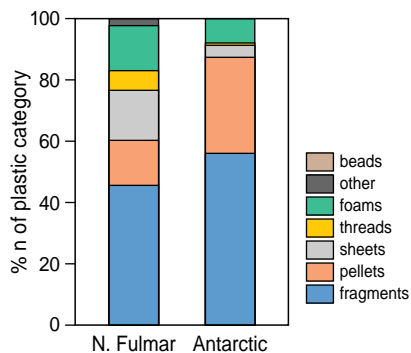 % n of plastic category
100
80
60
40
20
0
N. Fulmar
Antarctic
beads
other
foams
threads
sheets
pellets
fragments